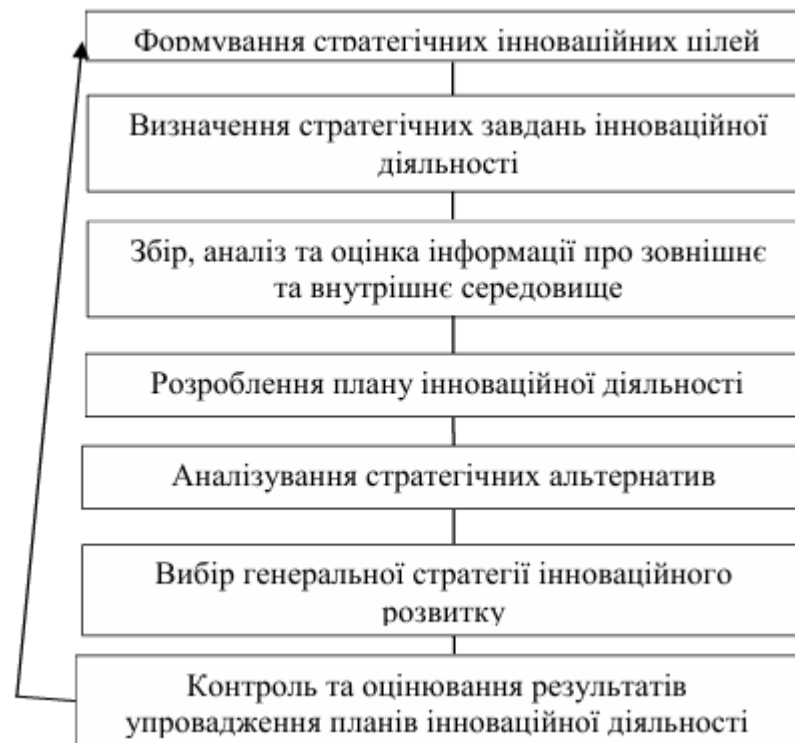 Формування стратегічних інноваційних цілей
Визначення стратегічних завдань інноваційної
діяльності
Збір, аналіз та оцінка інформації про зовнішнє
та внутрішнє середовище
Розроблення плану інноваційної діяльності
Аналізування стратегічних альтернатив
Вибір генеральної стратегії інноваційного
розвитку
Контроль та оцінювання результатів
упровадження планів інноваційної діяльності